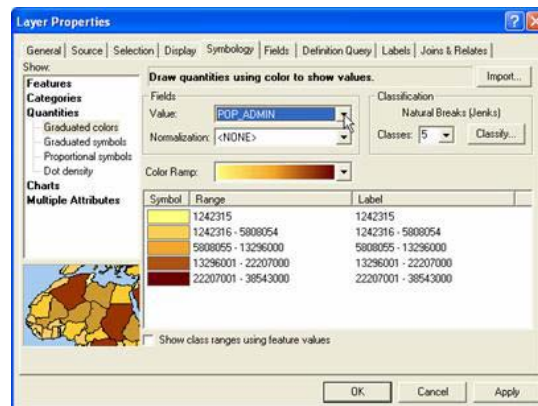 Layer Properties
General Source Selection Display Symbology Fields Definition Query Labels Joins & Relates
Show:
Features
Categories
Quantities
Graduated colors
Graduated symbols
Proportional symbols
Dot density
Charts
Multiple Attributes
Draw quantities using color to show values.
Import...
Fields
Value: POP_ADMIN
Normalization: <NONE>
Classification
Natural Breaks (Jenks)
Classes: 5 Classify...
Color Ramp:
Symbol Range Label
1242315 1242315
1242316 - 5808054 1242316 - 5808054
5808055 - 13296000 5808055 - 13296000
13296001 - 22207000 13296001 - 22207000
22207001 - 38543000 22207001 - 38543000
Show class ranges using feature values
OK Cancel Apply